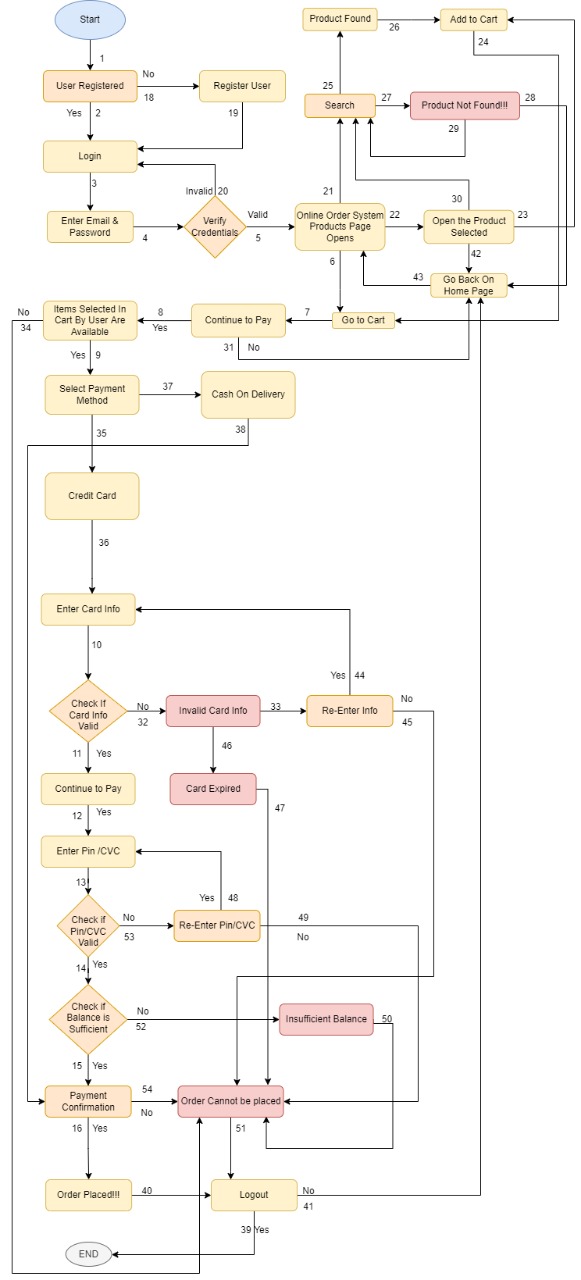 Start
Product Found
26
Add to Cart
24
1
User Registered
No
18
Register User
25
Yes
2
19
Search
27
Product Not Found!!!
28
29
Login
3
Invalid
20
21
30
Enter Email &
Password
4
Verify
Credentials
Valid
5
Online Order System
Products Page
Opens
22
Open the Product
Selected
23
6
42
43
Go Back On
Home Page
No
34
Items Selected In
Cart By User Are
Available
8
Yes
Continue to Pay
7
Go to Cart
31
No
Yes
9
Select Payment
Method
37
Cash On Delivery
35
38
Credit Card
36
Enter Card Info
10
Yes
44
Check If
Card Info
Valid
No
32
Invalid Card Info
33
Re-Enter Info
No
45
11
Yes
46
Continue to Pay
Card Expired
47
12
Yes
Enter Pin /CVC
13
Yes
48
Check if
Pin/CVC
Valid
No
53
Re-Enter Pin/CVC
49
No
14
Yes
Check if
Balance is
Sufficient
No
52
Insufficient Balance
50
15
Yes
Payment
Confirmation
54
No
Order Cannot be placed
16
Yes
51
Order Placed!!!
40
Logout
No
41
39
Yes
END